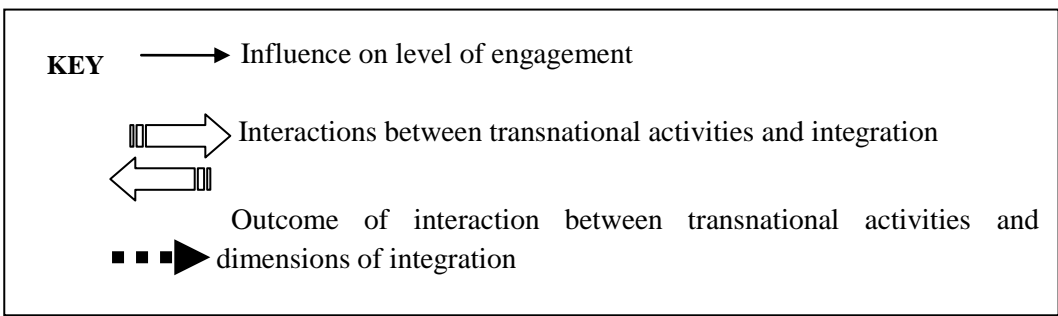 KEY Influence on level of engagement
Interactions between transnational activities and integration
Outcome of interaction between transnational activities and
dimensions of integration